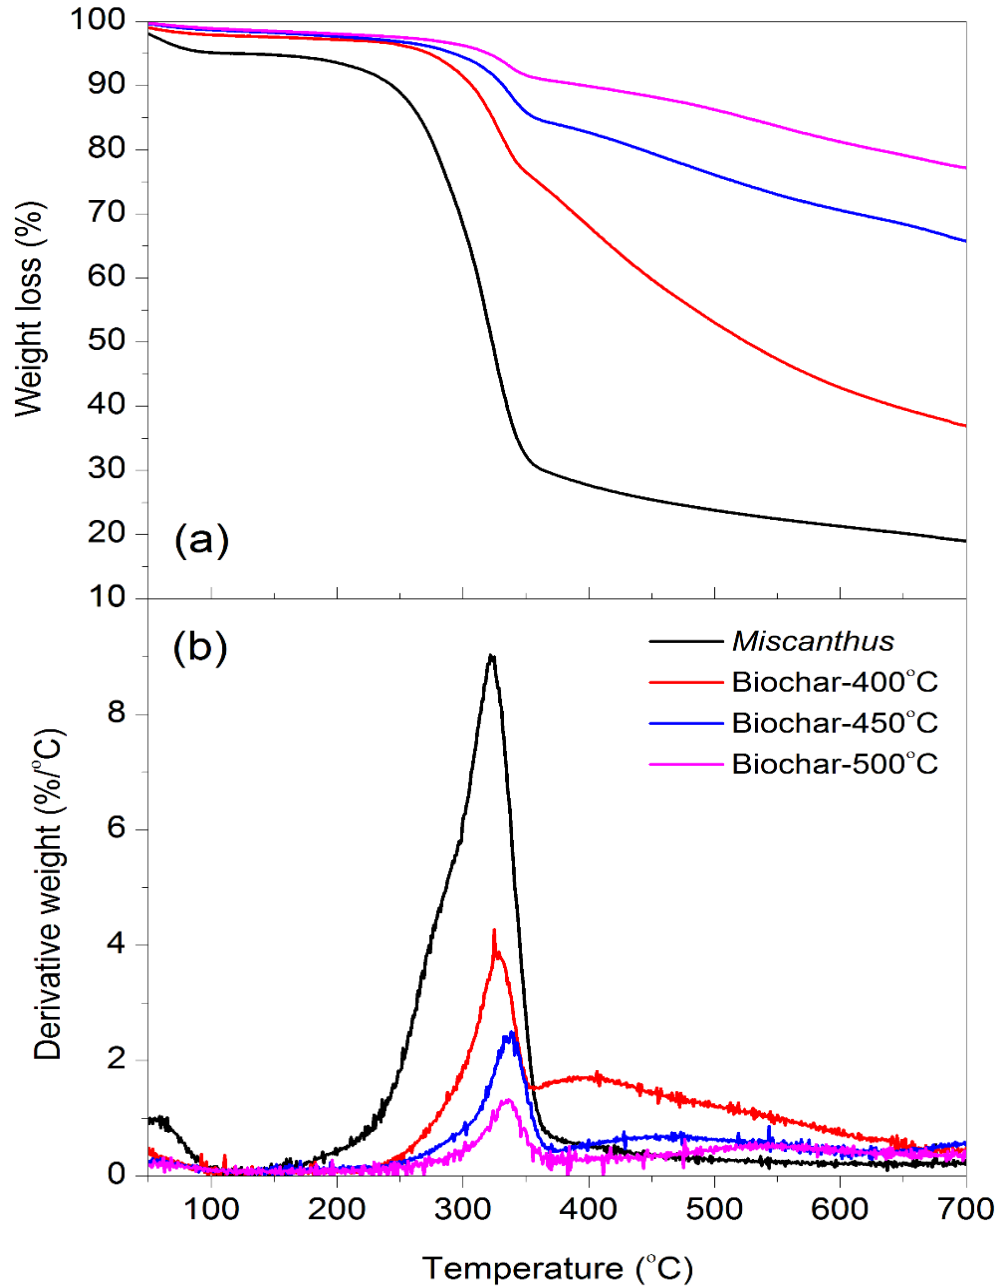 100
90
80
70
60
50
40
30
20
10
Weight loss (%)
(a)
(b)
Miscanthus
Biochar-400°C
Biochar-450°C
Biochar-500°C
8
6
4
2
0
Derivative weight (%/°C)
100 200 300 400 500 600 700
Temperature (°C)